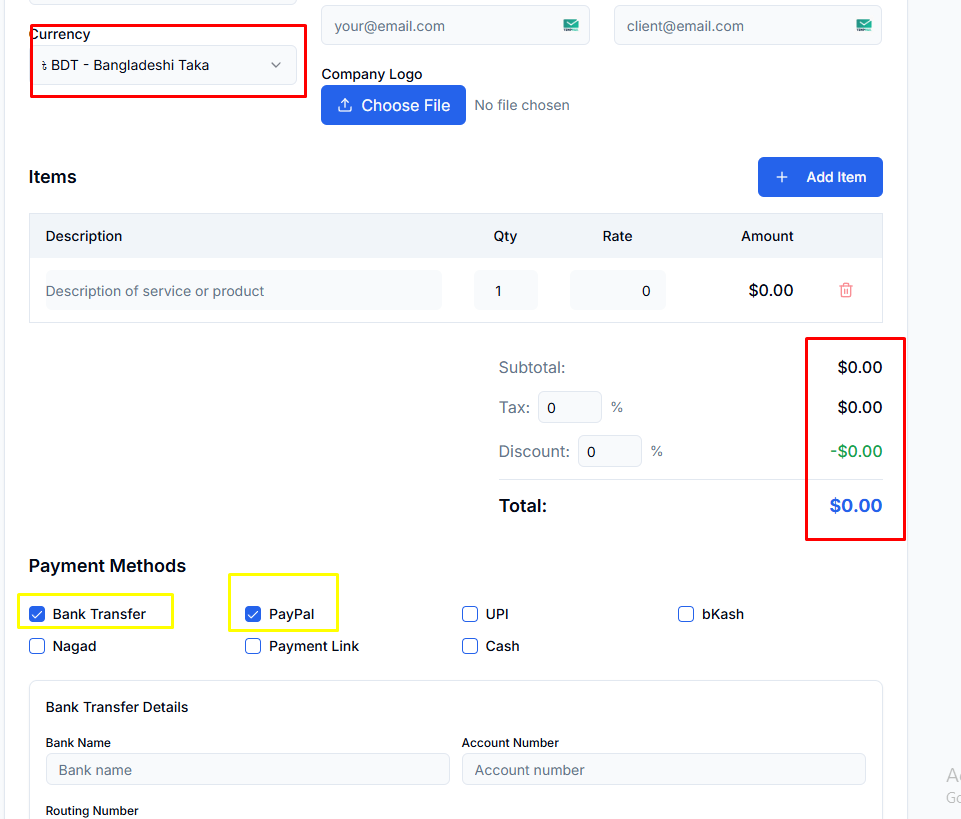 your@email.com client@email.com
Currency
৳ BDT - Bangladeshi Taka
Company Logo
Choose File No file chosen
Items
Add Item
Description Qty Rate Amount
Description of service or product 1 0 $0.00
Subtotal: $0.00
Tax: 0 % $0.00
Discount: 0 % -$0.00
Total: $0.00
Payment Methods
Bank Transfer PayPal UPI bKash
Nagad Payment Link Cash
Bank Transfer Details
Bank Name Account Number
Bank name Account number
Routing Number